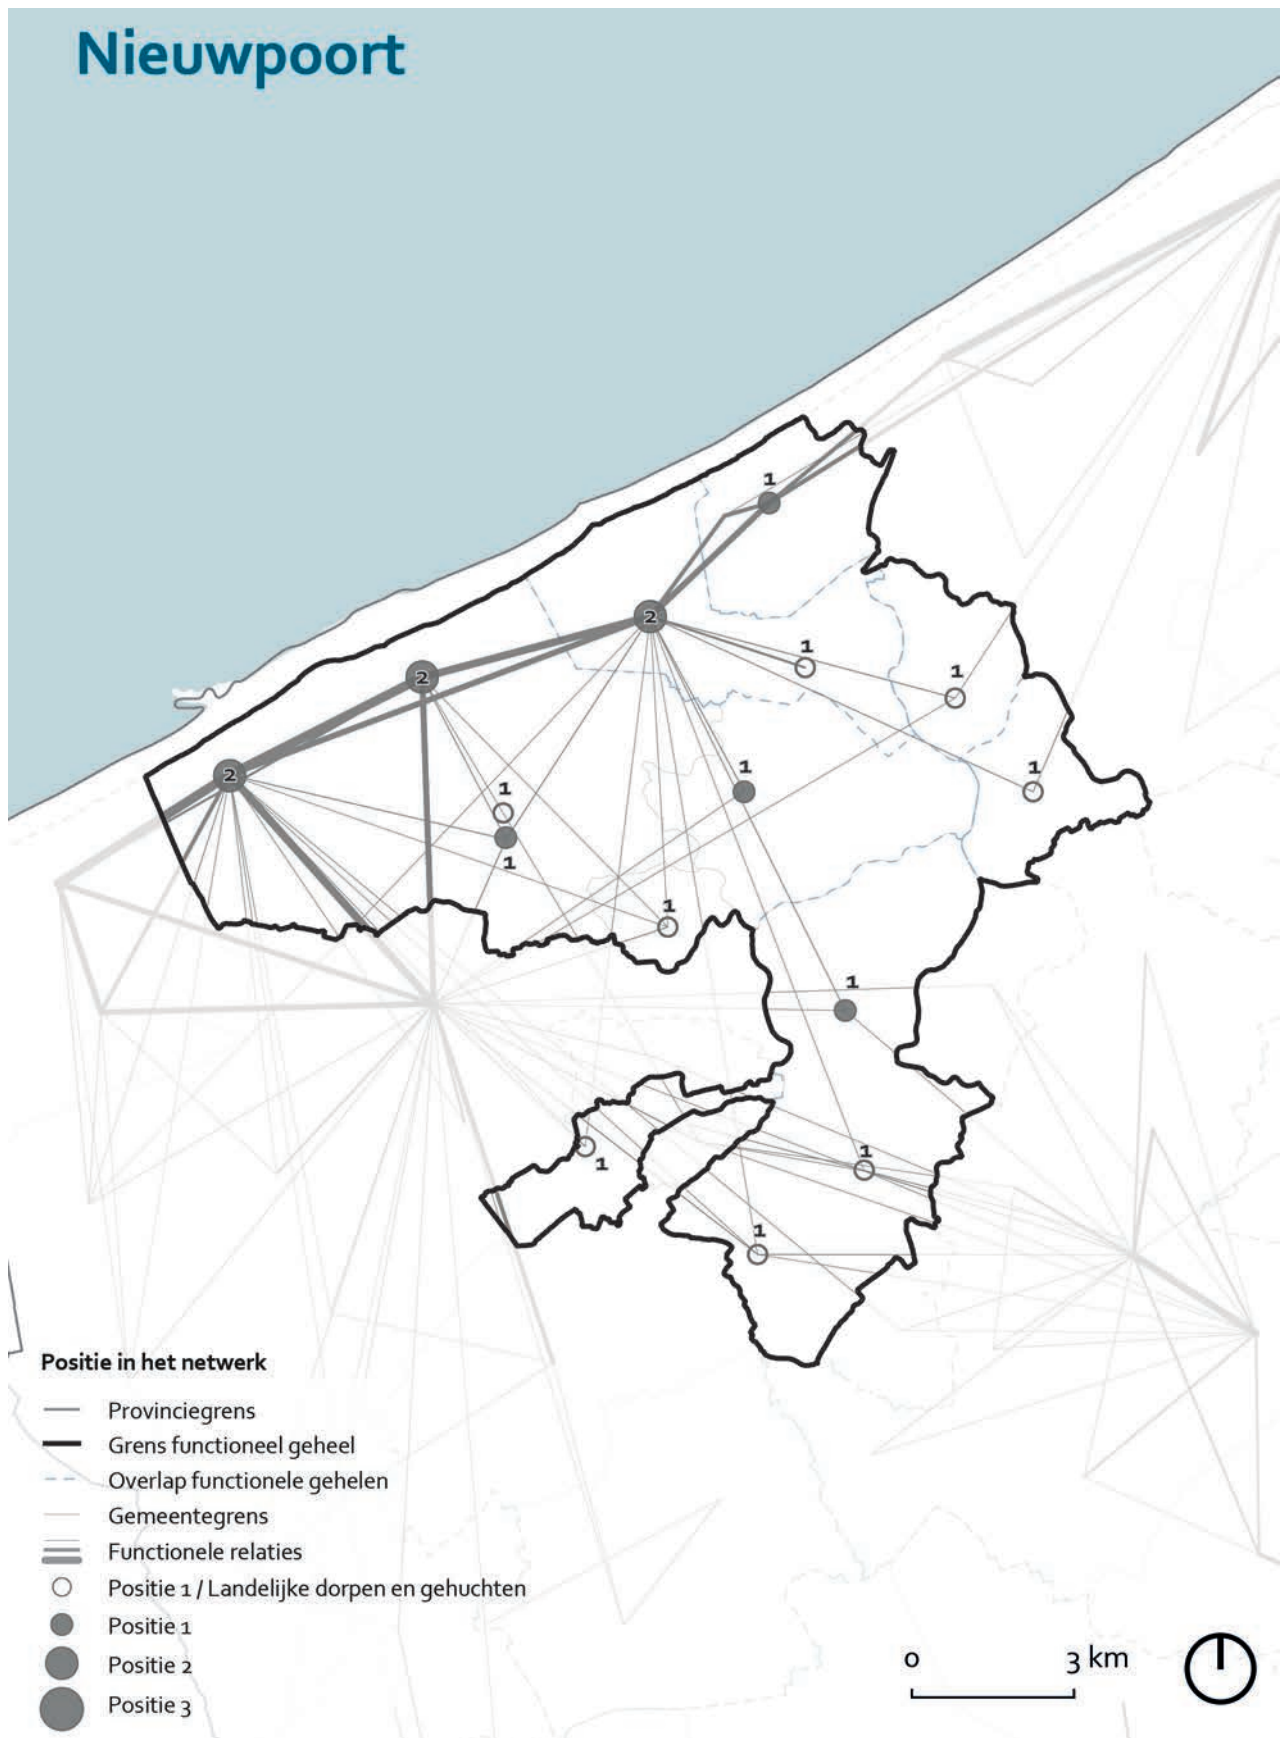 Nieuwpoort
1
2
1
1
2
1
1
2
1
1
1
1
1
1
1
Positie in het netwerk
Provinciegrens
Grens functioneel geheel
Overlap functionele gehelen
Gemeentegrens
Functionele relaties
Positie 1 / Landelijke dorpen en gehuchten
Positie 1
Positie 2
Positie 3
0 3 km